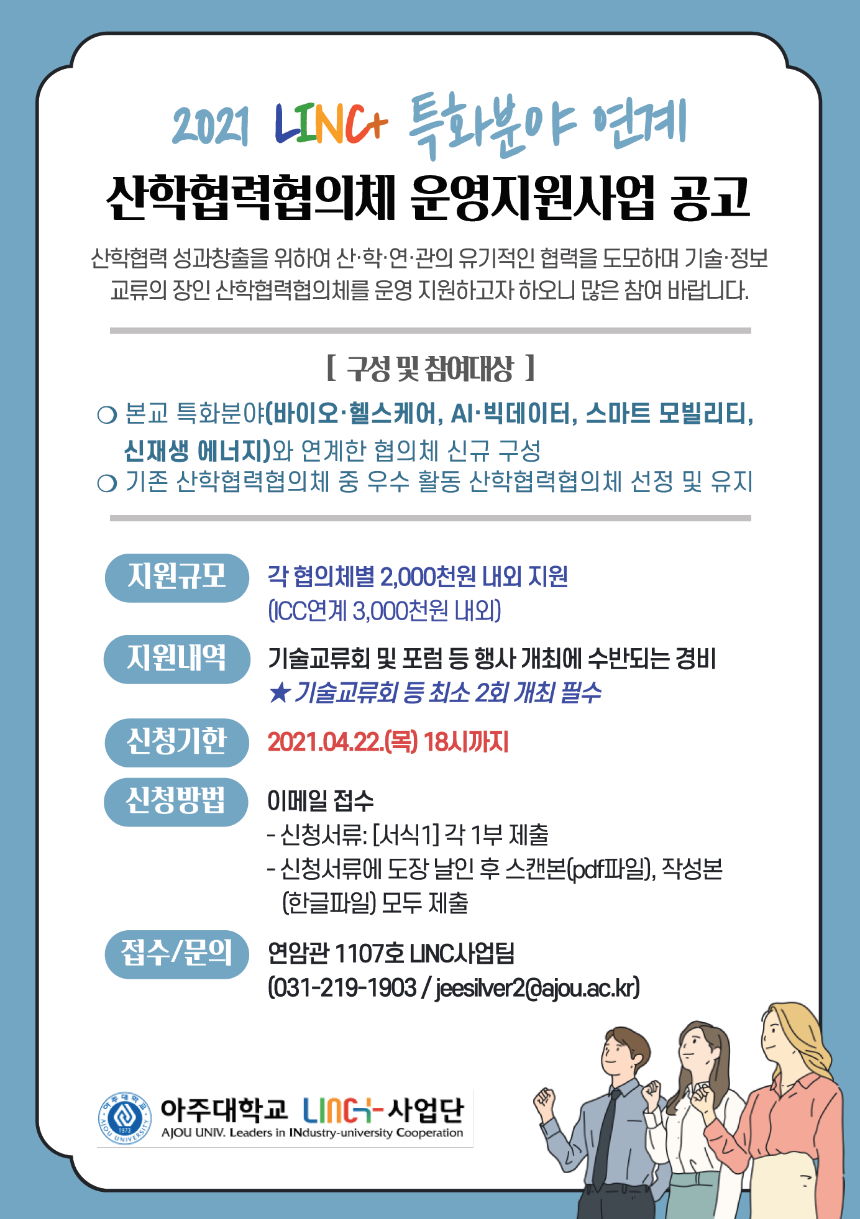 2021 LINC+ 특화분야 연계
산학협력협의체 운영지원사업 공고
산학협력 성과창출을 위하여 산·학·연·관의 유기적인 협력을 도모하며 기술·정보
교류의 장인 산학협력협의체를 운영 지원하고자 하오니 많은 참여 바랍니다.
[ 구성 및 참여대상 ]
❍ 본교 특화분야(바이오·헬스케어, AI·빅데이터, 스마트 모빌리티,
신재생 에너지)와 연계한 협의체 신규 구성
❍ 기존 산학협력협의체 중 우수 활동 산학협력협의체 선정 및 유지
지원규모 각 협의체별 2,000천원 내외 지원
(ICC연계 3,000천원 내외)
지원내역 기술교류회 및 포럼 등 행사 개최에 수반되는 경비
★ 기술교류회 등 최소 2회 개최 필수
신청기한 2021.04.22.(목) 18시까지
신청방법 이메일 접수
- 신청서류: [서식1] 각 1부 제출
- 신청서류에 도장 날인 후 스캔본(pdf파일), 작성본
(한글파일) 모두 제출
접수/문의 연암관 1107호 LINC사업팀
(031-219-1903 / jeesilver2@ajou.ac.kr)
아주대학교
1973
AJOU UNIVERSITY
아주대학교 LINC+사업단
AJOU UNIV. Leaders in INdustry-university Cooperation